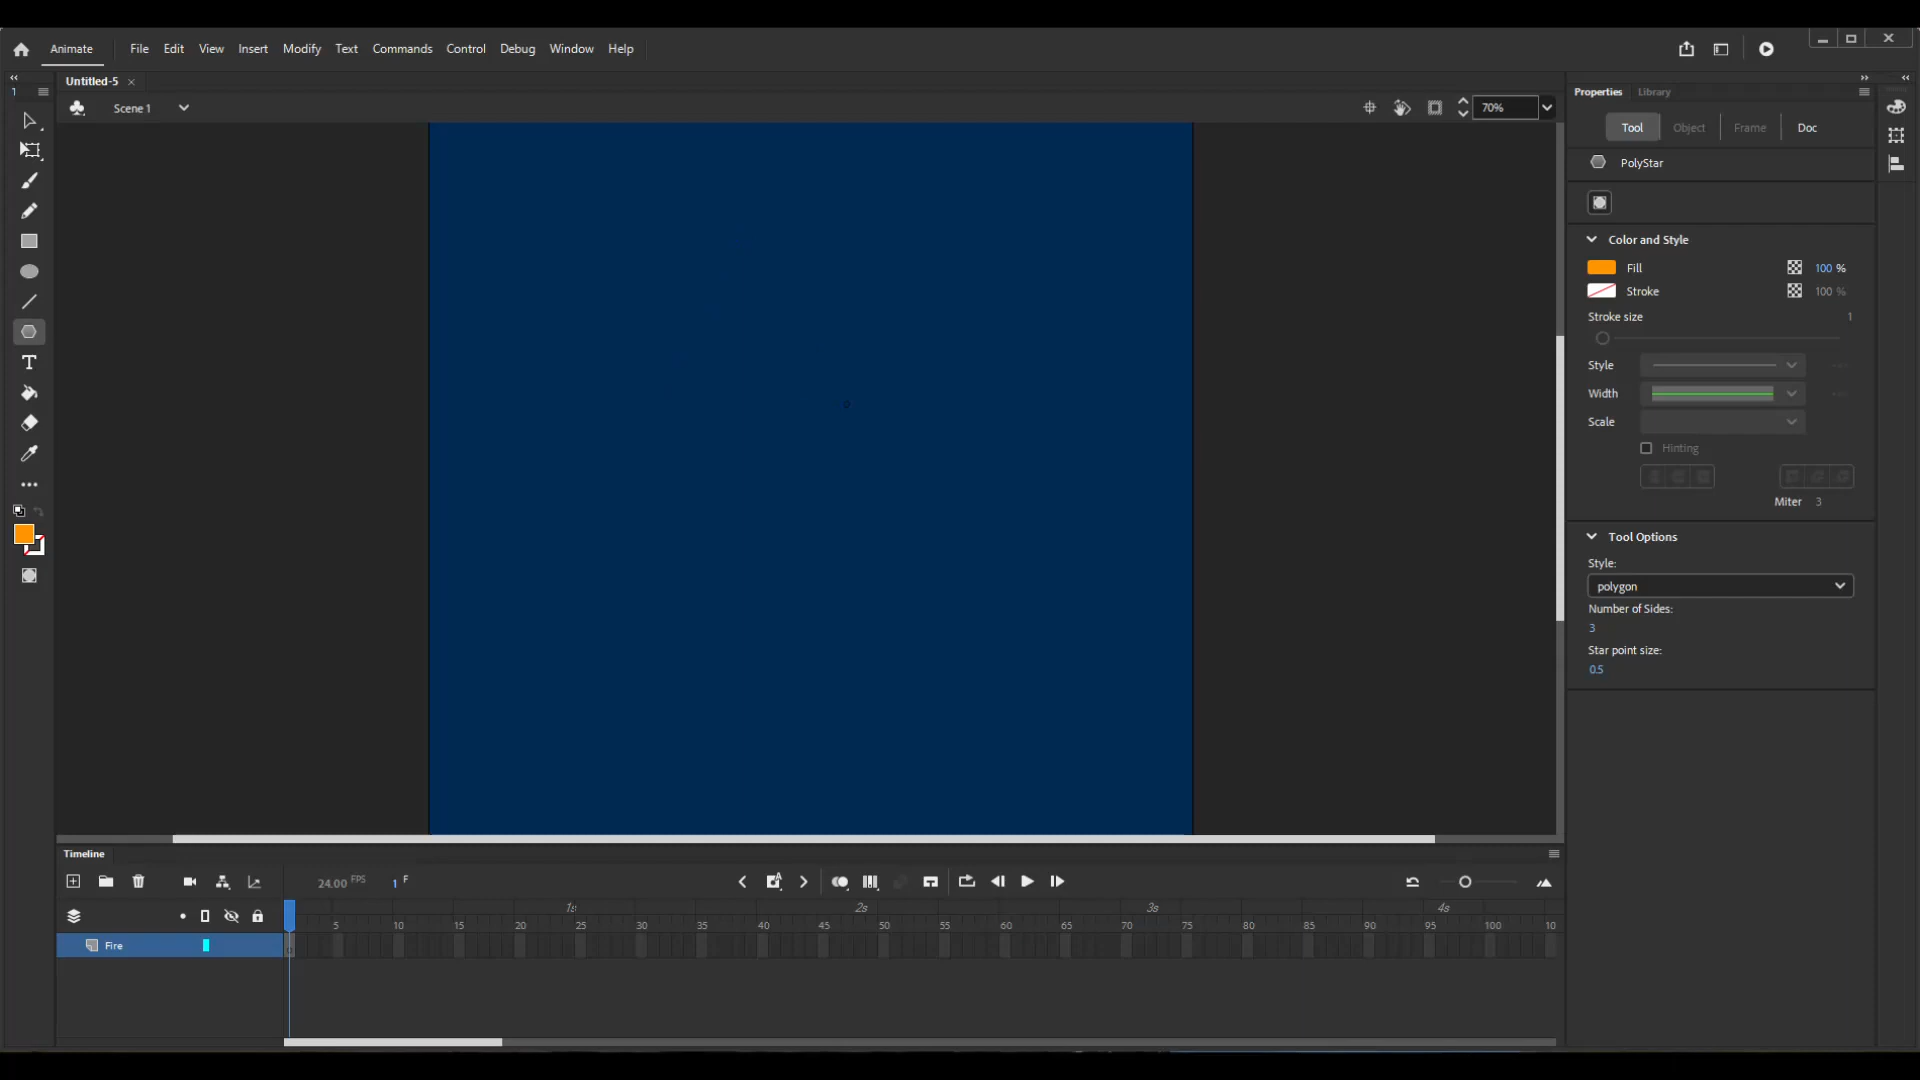 Animate File Edit View Insert Modify Text Commands Control Debug Window Help
Untitled-5
Scene 1
70%
Properties Library
Tool Object Frame Doc
PolyStar
Color and Style
Fill 100 %
Stroke 100 %
Stroke size 1
Style
Width
Scale
Hinting
Miter 3
Tool Options
Style:
polygon
Number of Sides:
3
Star point size:
0.5
Timeline
24.00 FPS 1 F
1s 2s 3s 4s
5 10 15 20 25 30 35 40 45 50 55 60 65 70 75 80 85 90 95 100 10
Fire